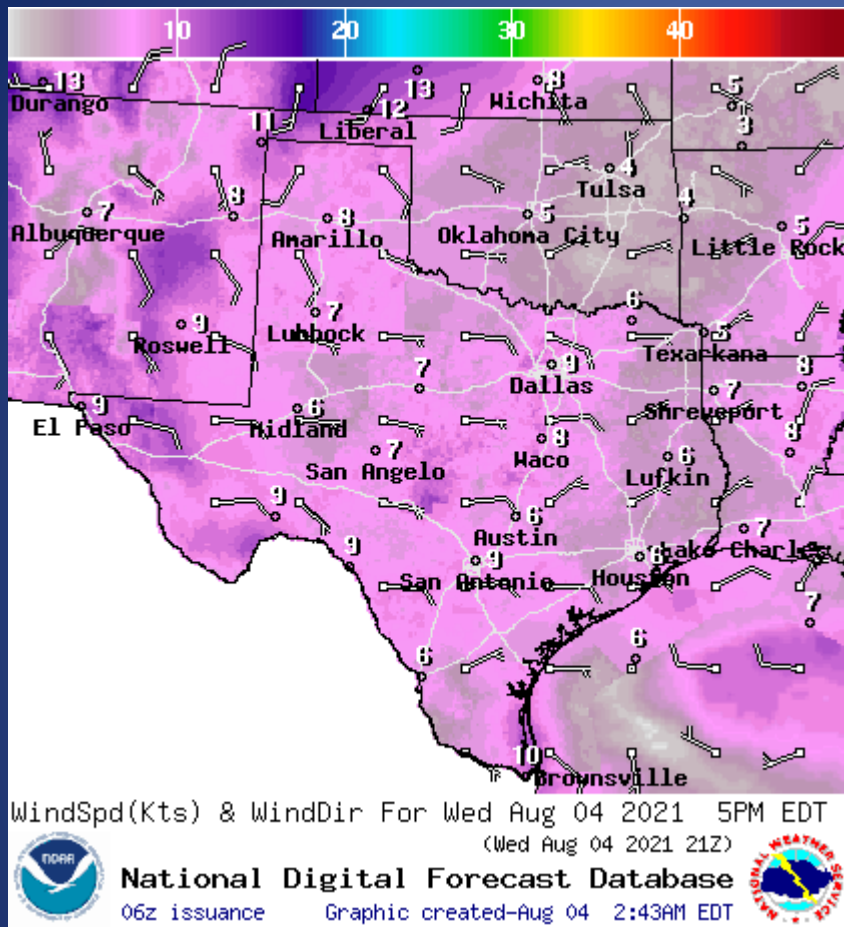 10 20 30 40
13 13 8 5
Durango Wichita
12
Liberal
11 3
4
Tulsa
7 8 8 5 4 5
Albuquerque Amarillo Oklahoma City Little Rock
9 7 6
Roswell Lubbock Texarkana 5
7 9
Dallas
9 6 7 8
El Paso Midland Shreveport
7 8 6 8
San Angelo Waco Lufkin
9 6 7
Austin
9 9 6 Lake Charles
San Antonio Houston
7
6 6
10
Brownsville
WindSpd(Kts) & WindDir For Wed Aug 04 2021 5PM EDT
(Wed Aug 04 2021 21Z)
NOAA
National Digital Forecast Database
06z issuance Graphic created-Aug 04 2:43AM EDT
NATIONAL WEATHER SERVICE